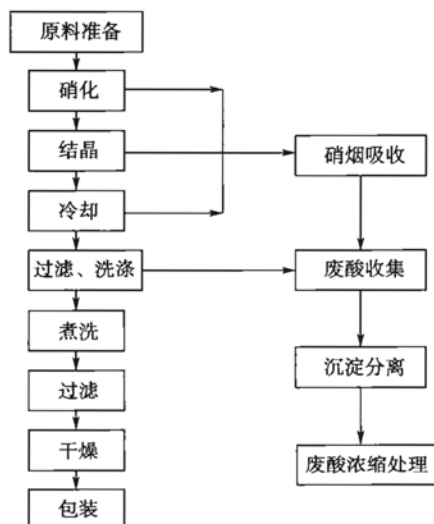 原料准备
硝化
结晶
硝烟吸收
冷却
过滤、洗涤
废酸收集
煮洗
沉淀分离
过滤
干燥
废酸浓缩处理
包装